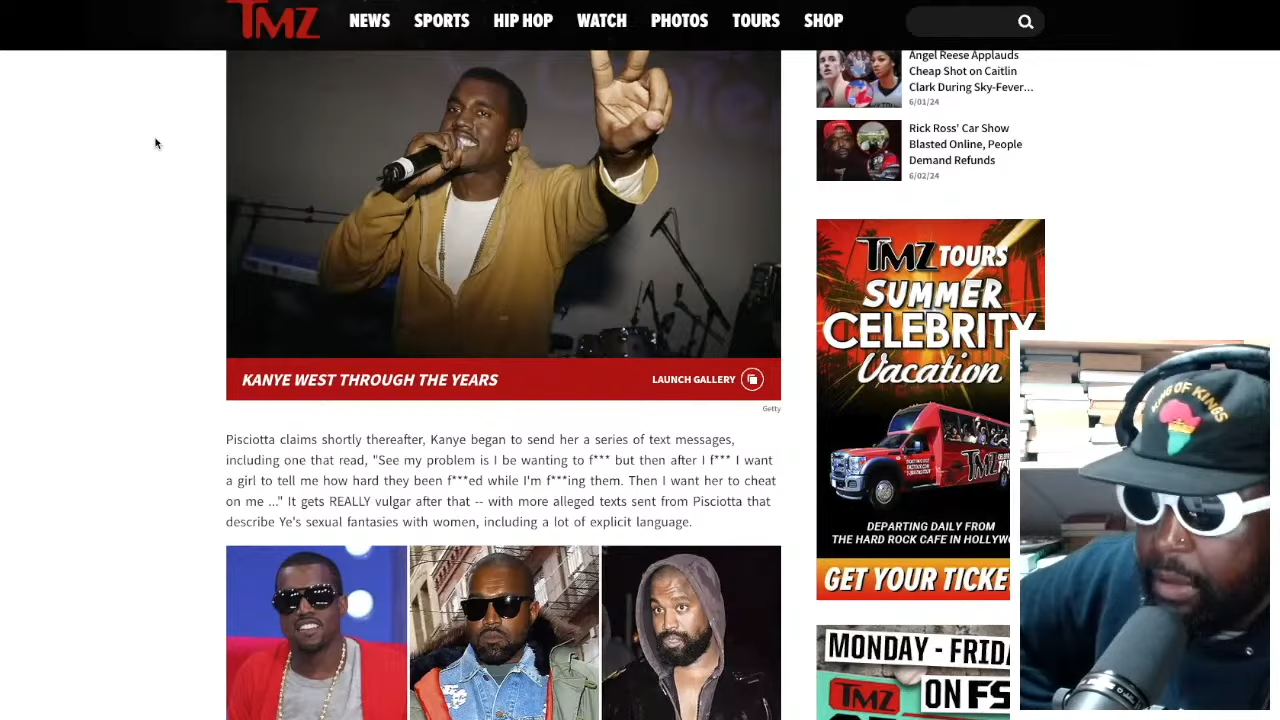 TMZ
NEWS SPORTS HIP HOP WATCH PHOTOS TOURS SHOP
KANYE WEST THROUGH THE YEARS
LAUNCH GALLERY
Getty
Pisciotta claims shortly thereafter, Kanye began to send her a series of text messages,
including one that read, "See my problem is I be wanting to f*** but then after I f*** I want
a girl to tell me how hard they been f***ed while I'm f***ing them. Then I want her to cheat
on me ..." It gets REALLY vulgar after that -- with more alleged texts sent from Pisciotta that
describe Ye's sexual fantasies with women, including a lot of explicit language.
Angel Reese Applauds
Cheap Shot on Caitlin
Clark During Sky-Fever...
6/01/24
Rick Ross' Car Show
Blasted Online, People
Demand Refunds
6/02/24
TMZ TOURS
SUMMER
CELEBRITY
Vacation
TMZ
DEPARTING DAILY FROM
THE HARD ROCK CAFE IN HOLLYW
GET YOUR TICKE
MONDAY - FRID
TMZ ON FS
KING OF KINGS